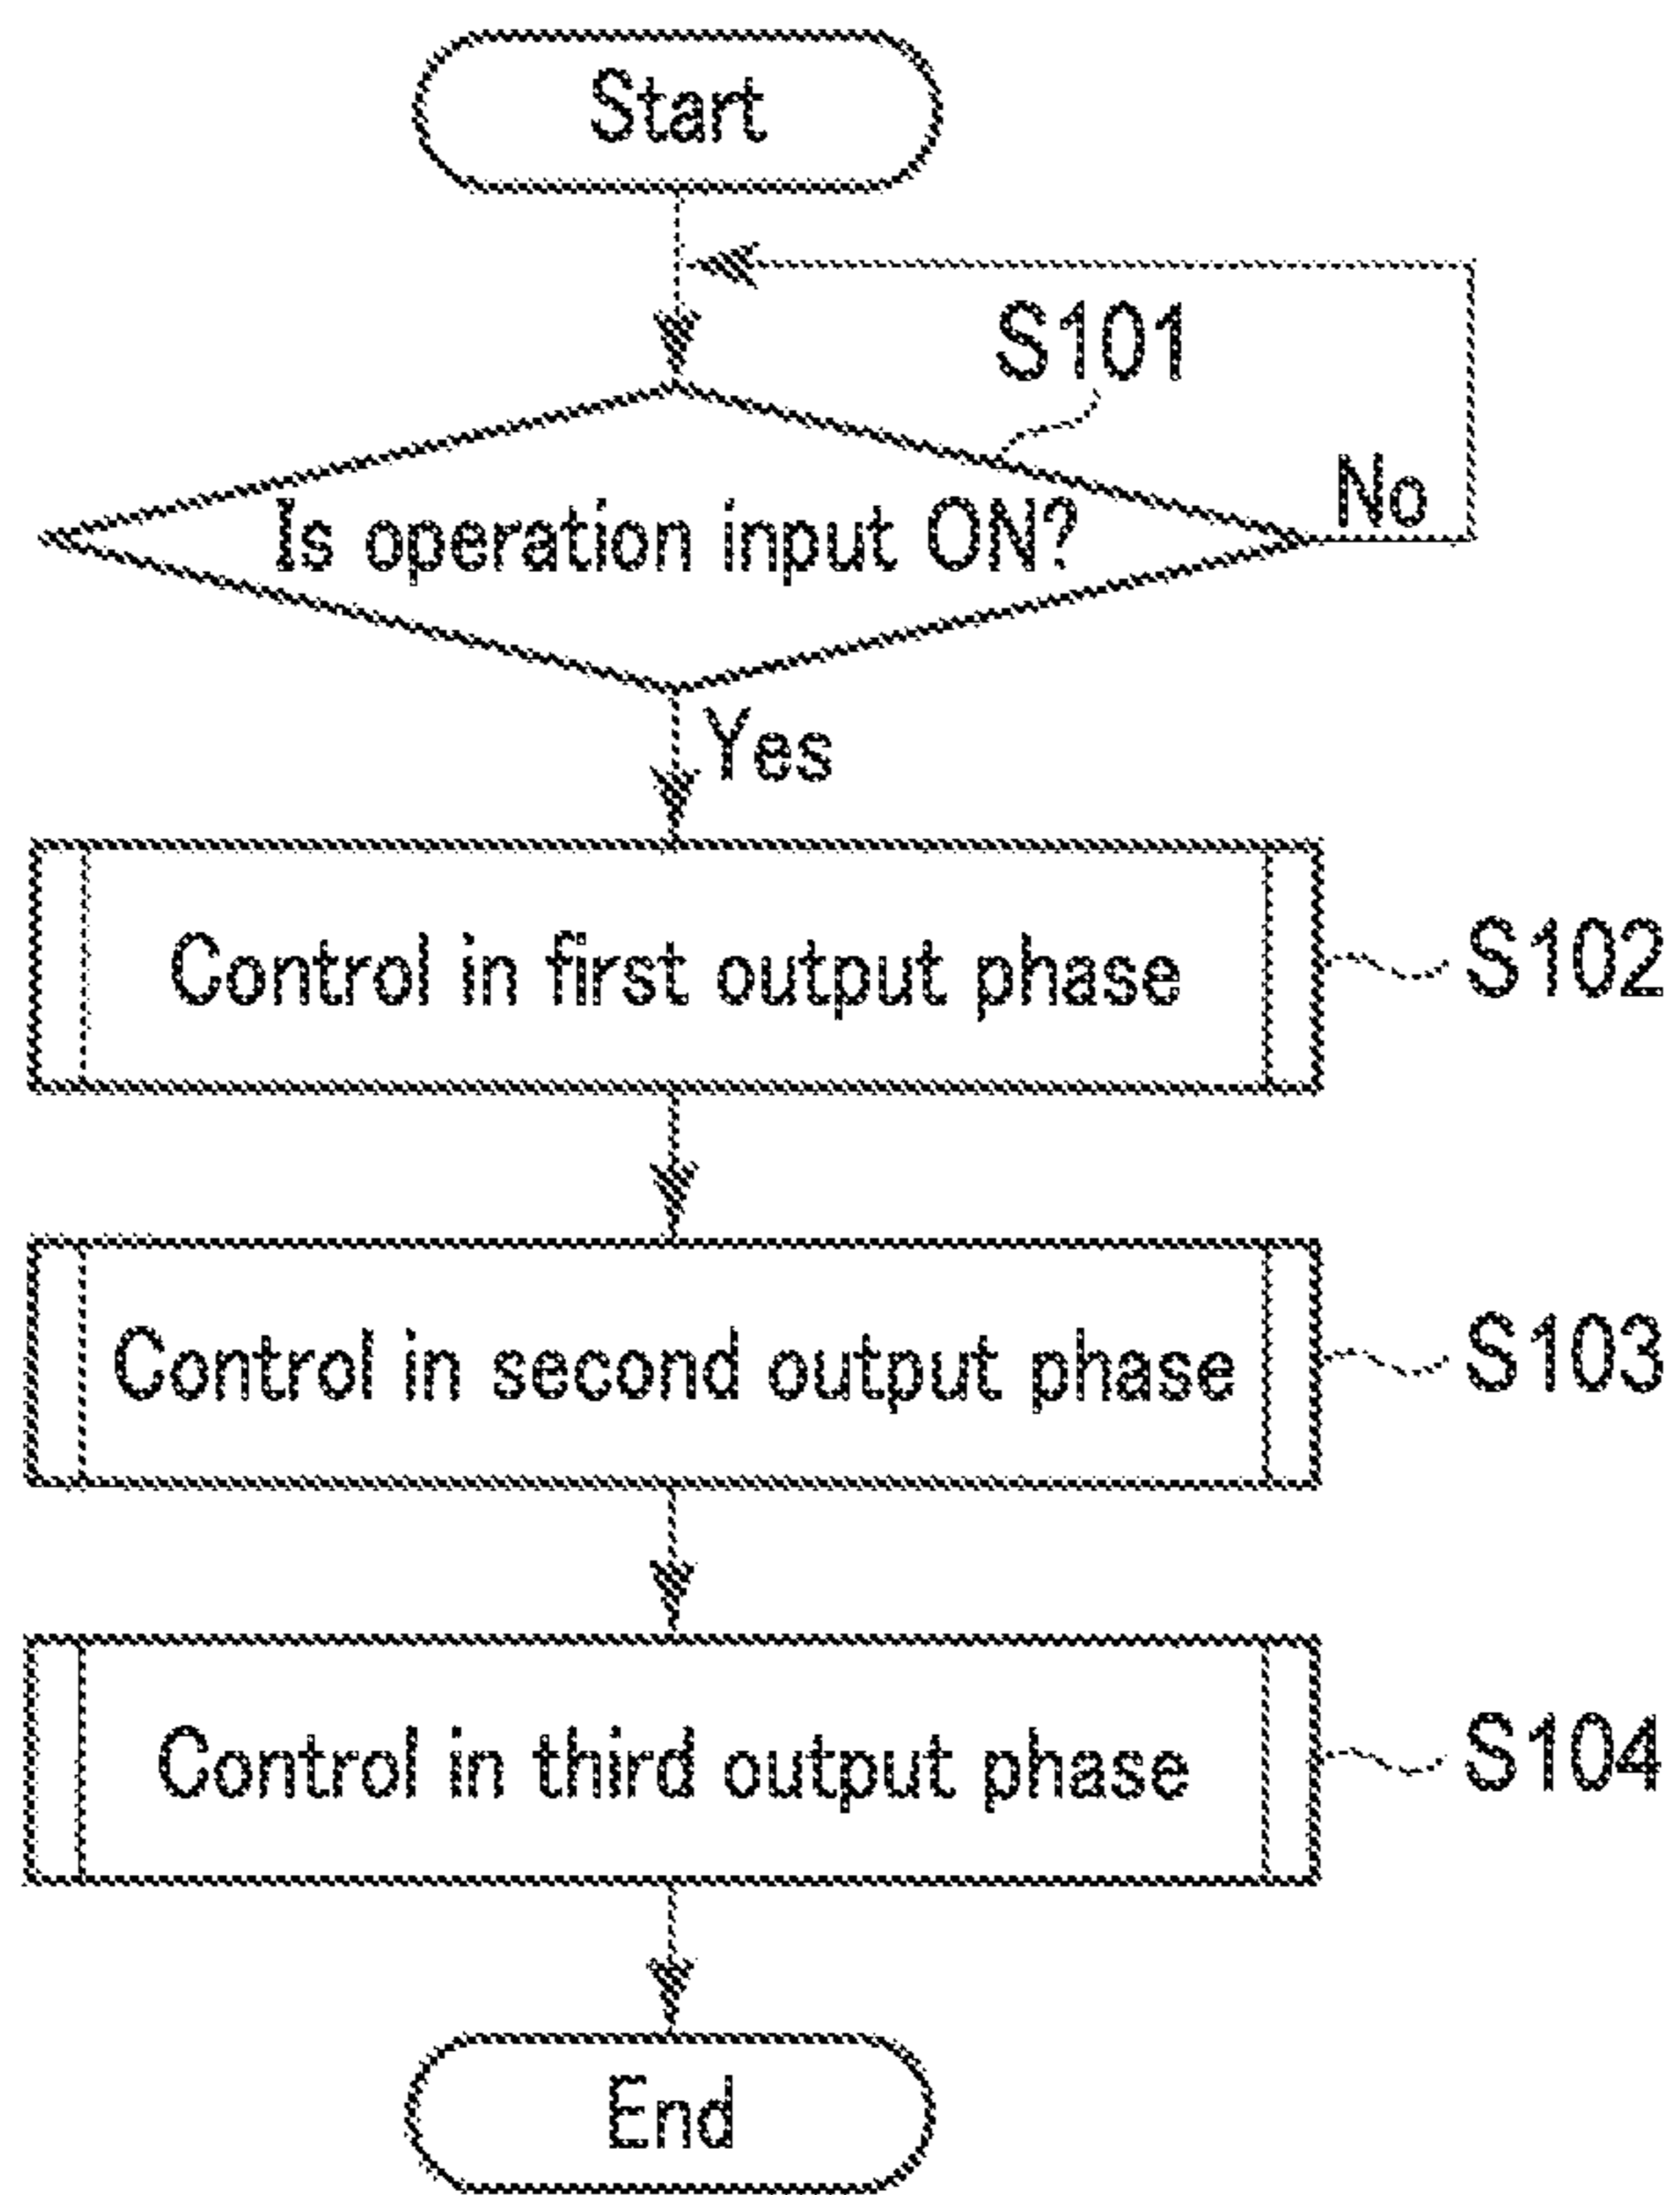 Start
S101
Is operation input ON?
No
Yes
Control in first output phase
S102
Control in second output phase
S103
Control in third output phase
S104
End